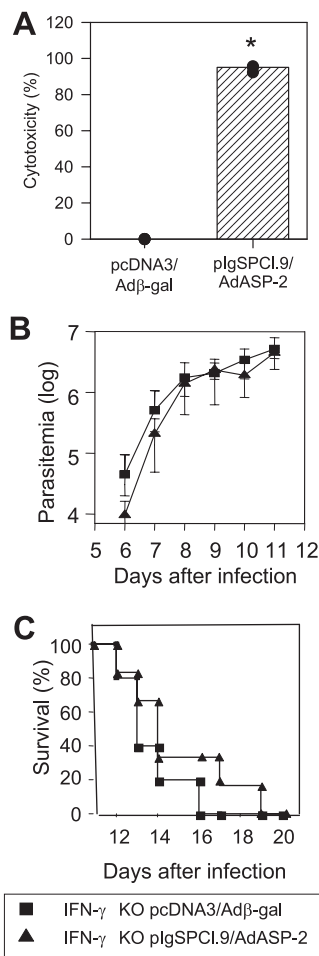 A
Cytotoxicity (%)
120
100
80
60
40
20
0
*
pcDNA3/
Adβ-gal
pIgSPCl.9/
AdASP-2
B
Parasitemia (log)
7
6
5
4
5 6 7 8 9 10 11 12
Days after infection
C
Survival (%)
100
80
60
40
20
0
12 14 16 18 20
Days after infection
IFN-γ KO pcDNA3/Adβ-gal
IFN-γ KO pIgSPCl.9/AdASP-2